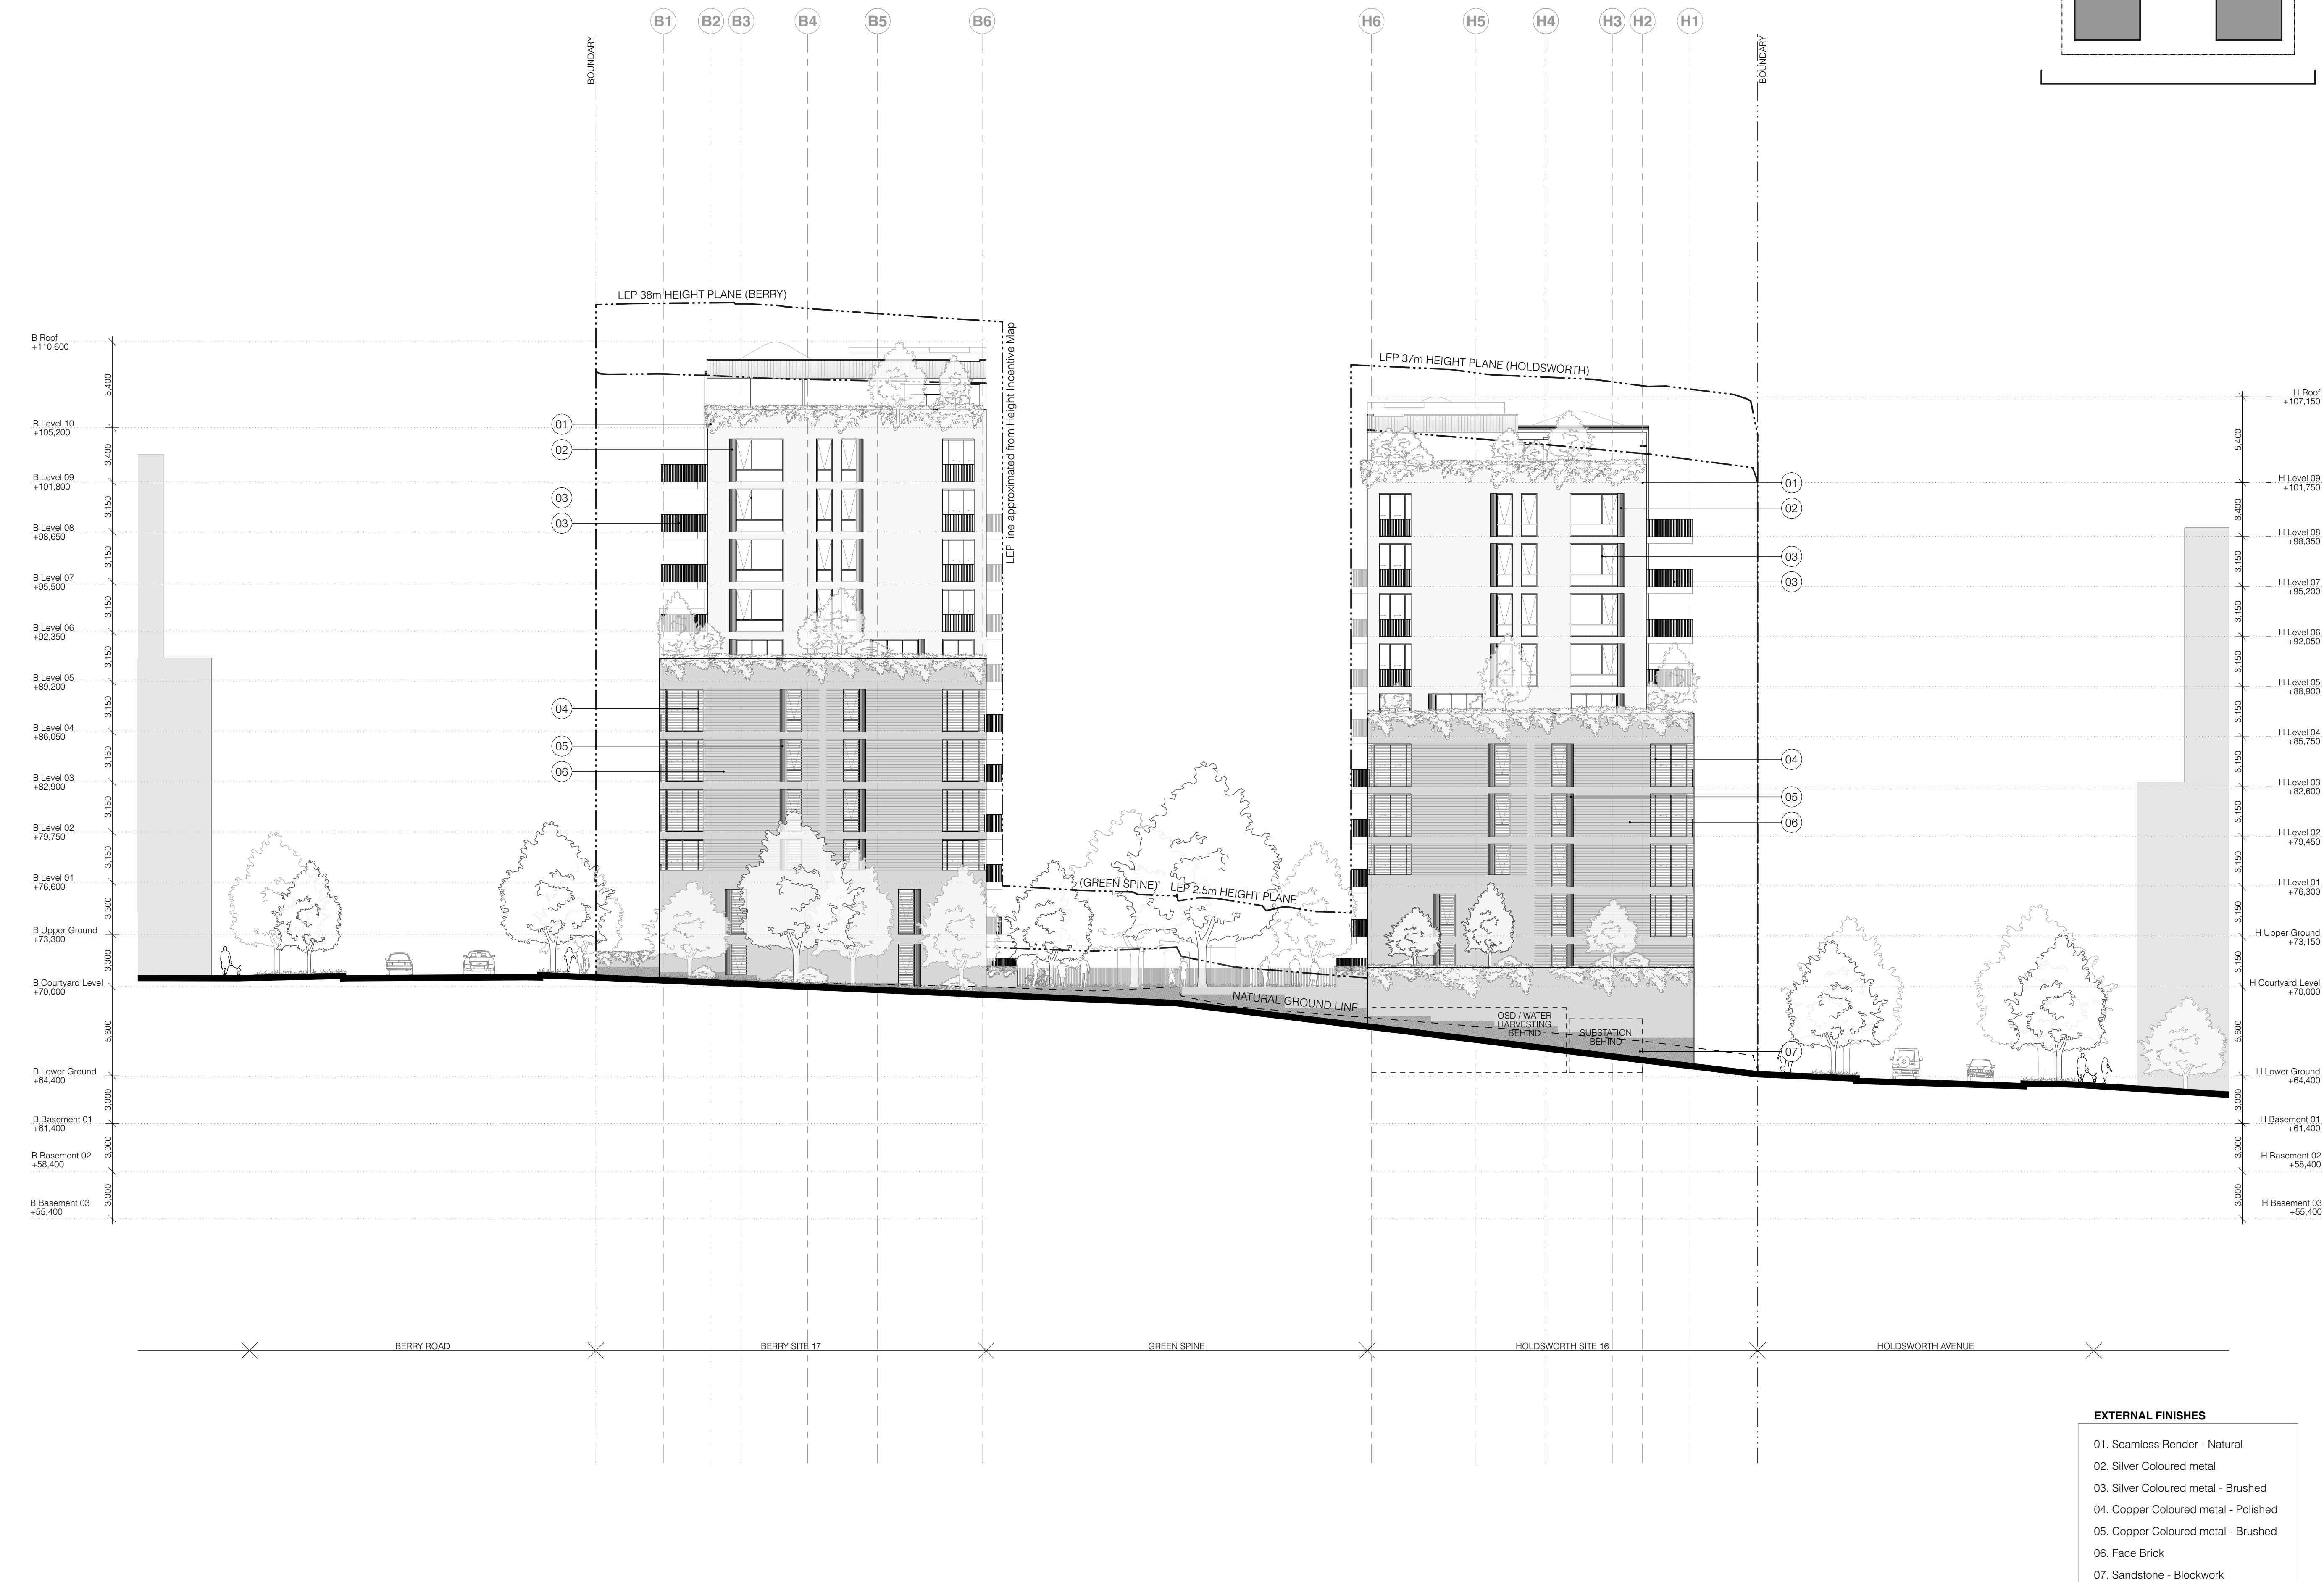 B1 B2 B3 B4 B5 B6 H6 H5 H4 H3 H2 H1
BOUNDARY
BOUNDARY
LEP 38m HEIGHT PLANE (BERRY)
LEP line approximated from Height Incentive Map
LEP 37m HEIGHT PLANE (HOLDSWORTH)
B Roof
+110,600
5,400
B Level 10
+105,200
3,400
B Level 09
+101,800
3,150
B Level 08
+98,650
3,150
B Level 07
+95,500
3,150
B Level 06
+92,350
3,150
B Level 05
+89,200
3,150
B Level 04
+86,050
3,150
B Level 03
+82,900
3,150
B Level 02
+79,750
3,150
B Level 01
+76,600
3,300
B Upper Ground
+73,300
3,300
B Courtyard Level
+70,000
5,600
B Lower Ground
+64,400
3,000
B Basement 01
+61,400
3,000
B Basement 02
+58,400
3,000
B Basement 03
+55,400
01
02
03
03
04
05
06
(GREEN SPINE) LEP 2.5m HEIGHT PLANE
NATURAL GROUND LINE
OSD / WATER
HARVESTING
BEHIND
SUBSTATION
BEHIND
01
02
03
03
04
05
06
07
H Roof
+107,150
5,400
H Level 09
+101,750
3,400
H Level 08
+98,350
3,150
H Level 07
+95,200
3,150
H Level 06
+92,050
3,150
H Level 05
+88,900
3,150
H Level 04
+85,750
3,150
H Level 03
+82,600
3,150
H Level 02
+79,450
3,150
H Level 01
+76,300
3,150
H Upper Ground
+73,150
3,150
H Courtyard Level
+70,000
5,600
H Lower Ground
+64,400
3,000
H Basement 01
+61,400
3,000
H Basement 02
+58,400
3,000
H Basement 03
+55,400
BERRY ROAD
BERRY SITE 17
GREEN SPINE
HOLDSWORTH SITE 16
HOLDSWORTH AVENUE
EXTERNAL FINISHES
01. Seamless Render - Natural
02. Silver Coloured metal
03. Silver Coloured metal - Brushed
04. Copper Coloured metal - Polished
05. Copper Coloured metal - Brushed
06. Face Brick
07. Sandstone - Blockwork